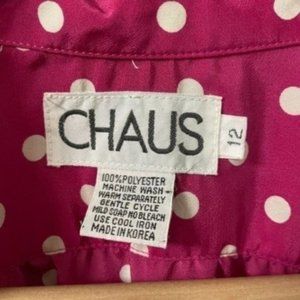 CHAUS
12
100% POLYESTER
MACHINE WASH
WARM SEPARATELY
GENTLE CYCLE
MILD SOAP NO BLEACH
USE COOL IRON
MADE IN KOREA